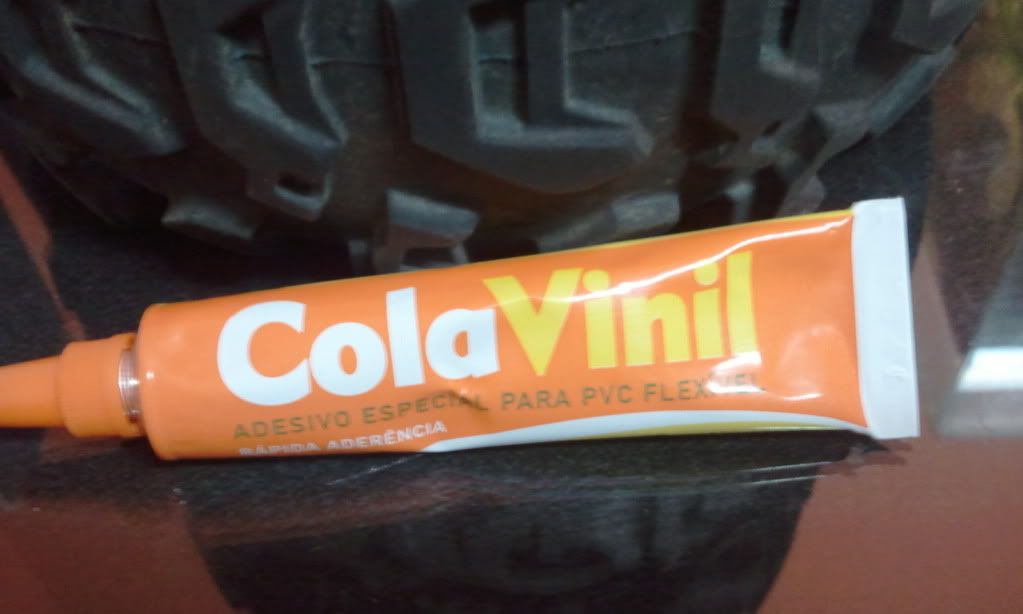 ColaVinil
ADESIVO ESPECIAL PARA PVC FLEXÍVEL
RÁPIDA ADERÊNCIA